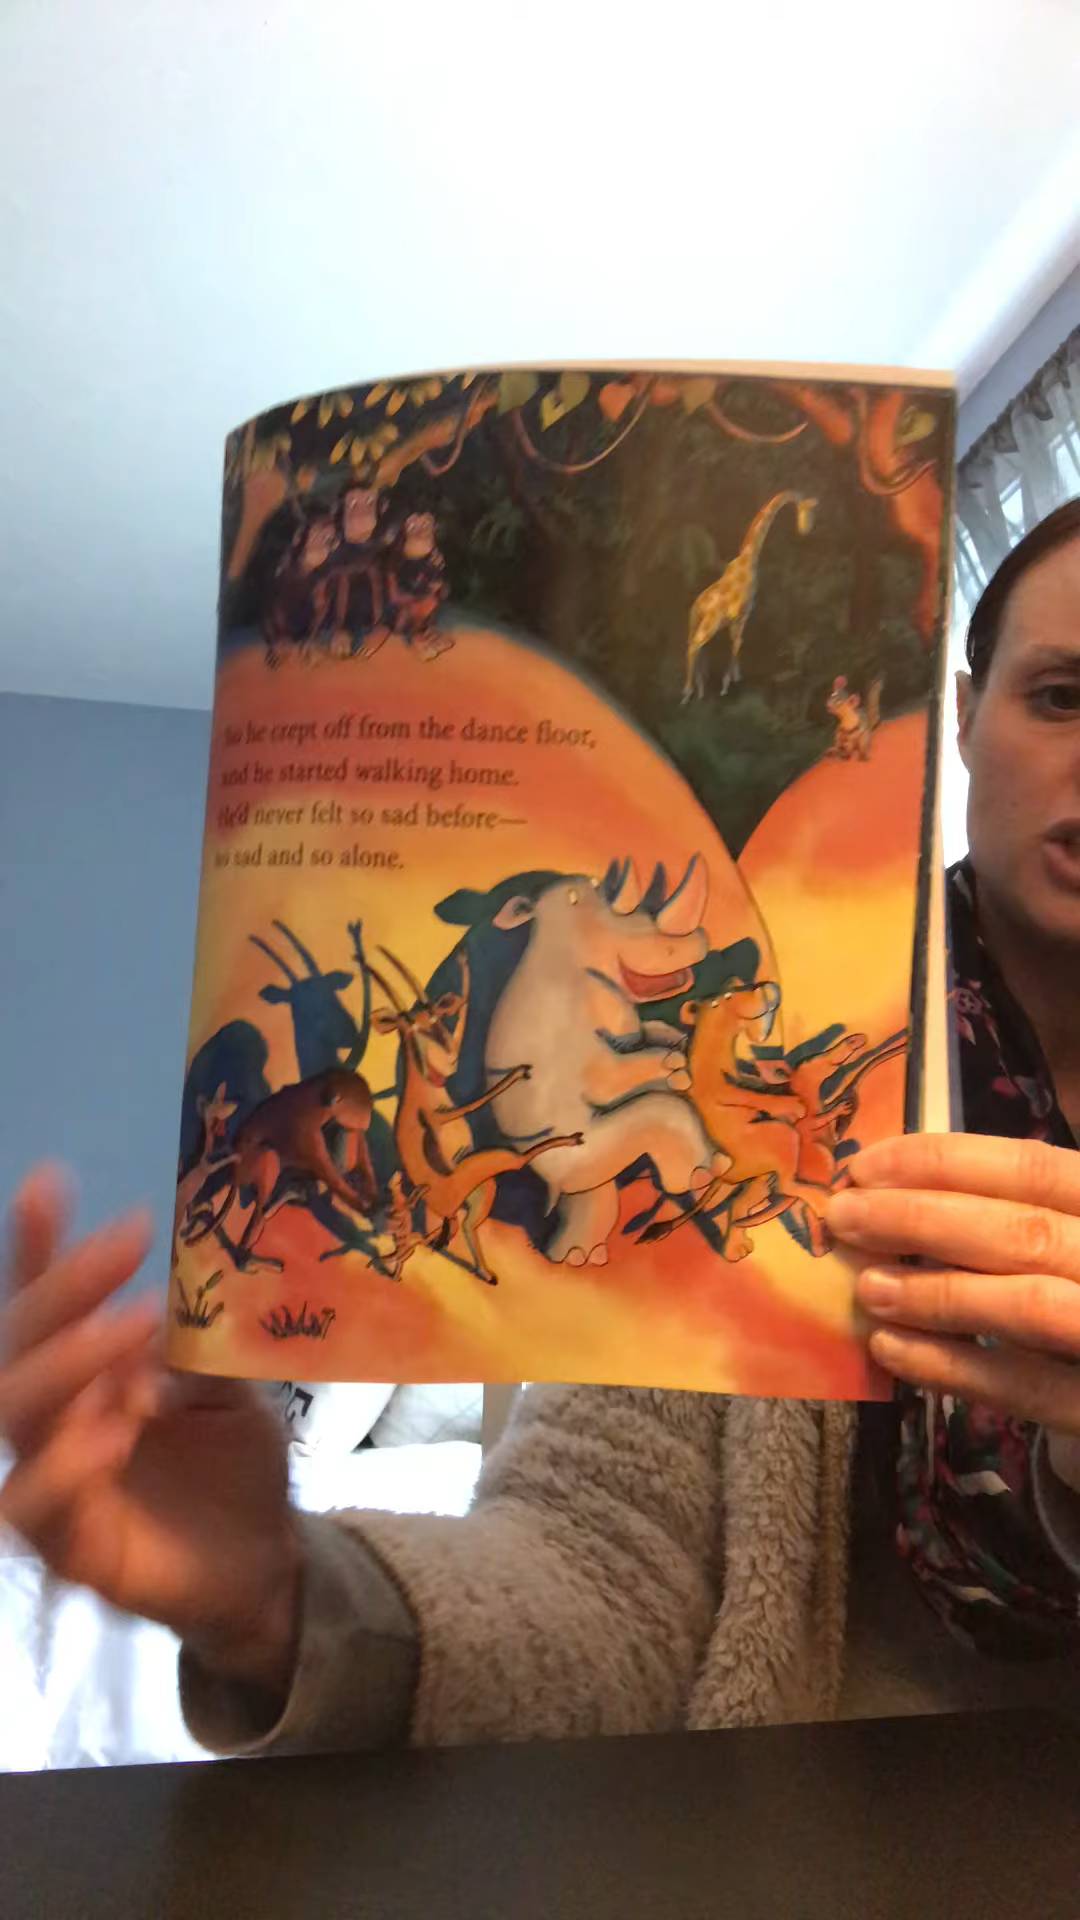 So he crept off from the dance floor,
and he started walking home.
He'd never felt so sad before—
so sad and so alone.